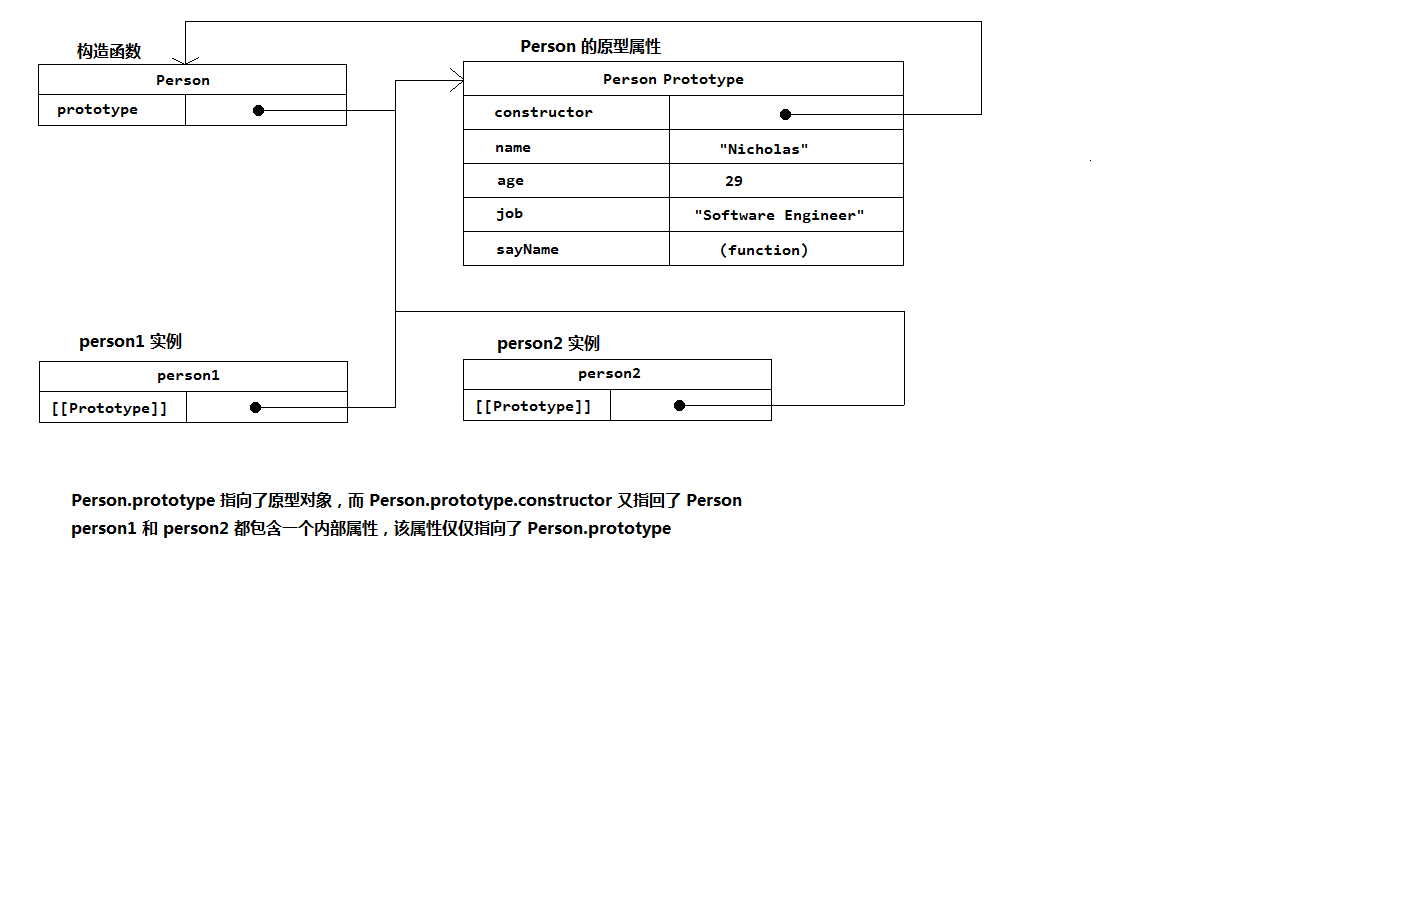 构造函数
Person
prototype
Person 的原型属性
Person Prototype
constructor
name "Nicholas"
age 29
job "Software Engineer"
sayName (function)
person1 实例
person1
[[Prototype]]
person2 实例
person2
[[Prototype]]
Person.prototype 指向了原型对象，而 Person.prototype.constructor 又指回了 Person
person1 和 person2 都包含一个内部属性，该属性仅仅指向了 Person.prototype